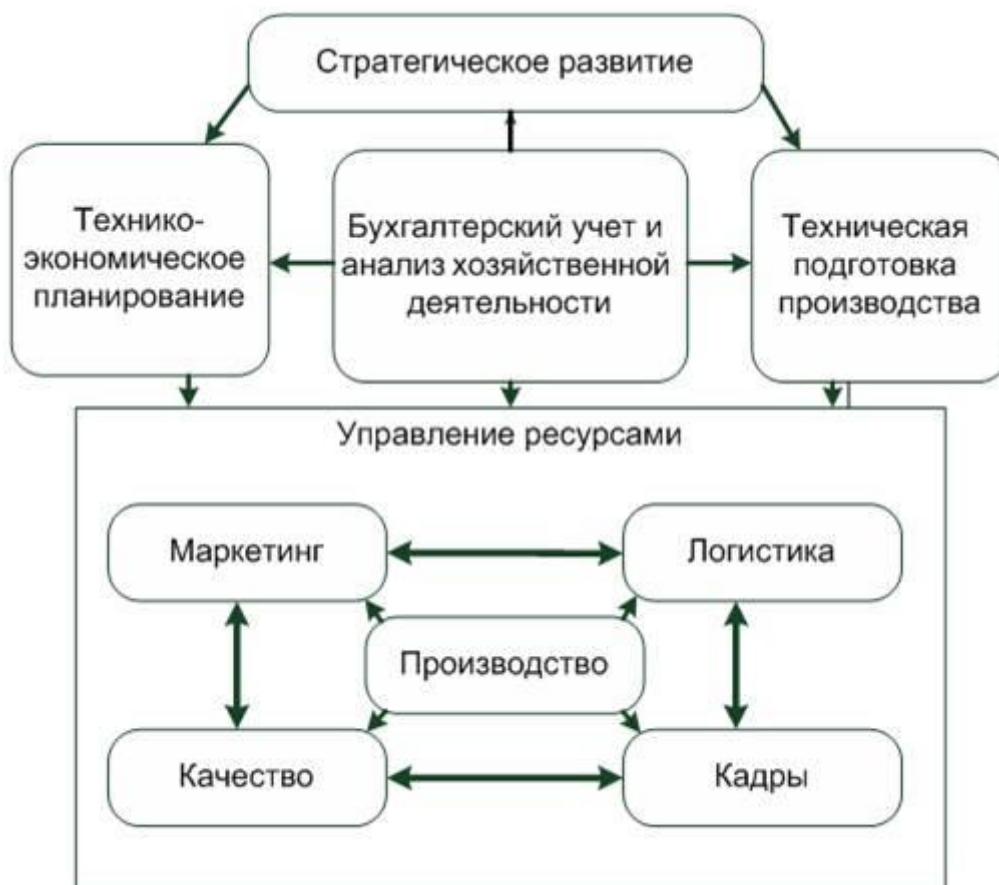 Стратегическое развитие
Технико-
экономическое
планирование
Бухгалтерский учет и
анализ хозяйственной
деятельности
Техническая
подготовка
производства
Управление ресурсами
Маркетинг
Логистика
Производство
Качество
Кадры